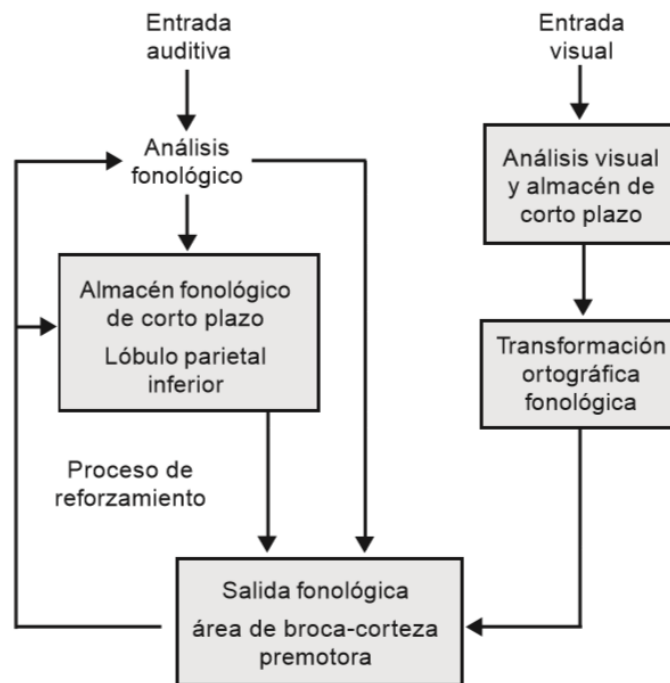 Entrada
auditiva
Análisis
fonológico
Almacén fonológico
de corto plazo
Lóbulo parietal
inferior
Proceso de
reforzamiento
Entrada
visual
Análisis visual
y almacén de
corto plazo
Transformación
ortográfica
fonológica
Salida fonológica
área de broca-corteza
premotora